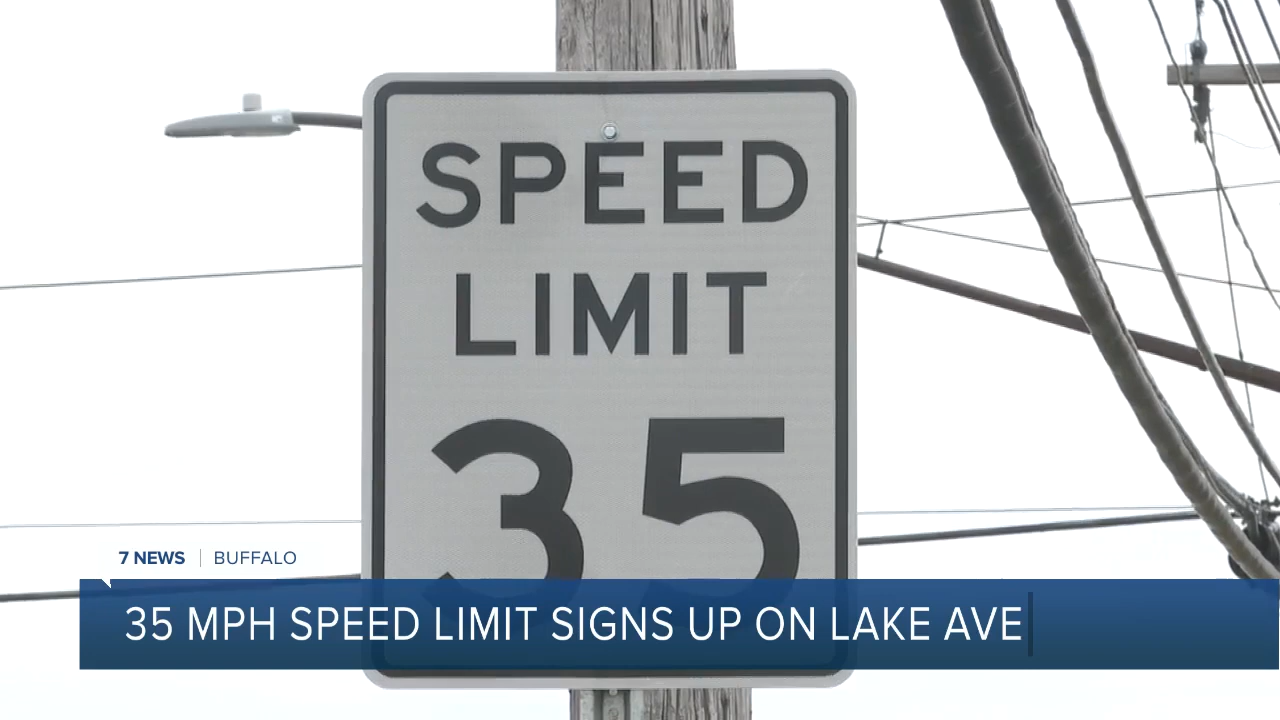 SPEED
LIMIT
35
7 NEWS | BUFFALO
35 MPH SPEED LIMIT SIGNS UP ON LAKE AVE